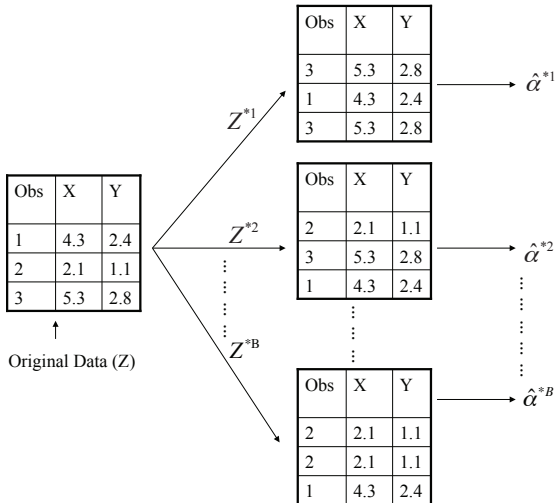 Obs X Y
3 5.3 2.8
1 4.3 2.4
3 5.3 2.8
Z*1
α̂*1
Obs X Y
1 4.3 2.4
2 2.1 1.1
3 5.3 2.8
Original Data (Z)
Z*2
Obs X Y
2 2.1 1.1
3 5.3 2.8
1 4.3 2.4
α̂*2
Z*B
Obs X Y
2 2.1 1.1
2 2.1 1.1
1 4.3 2.4
α̂*B